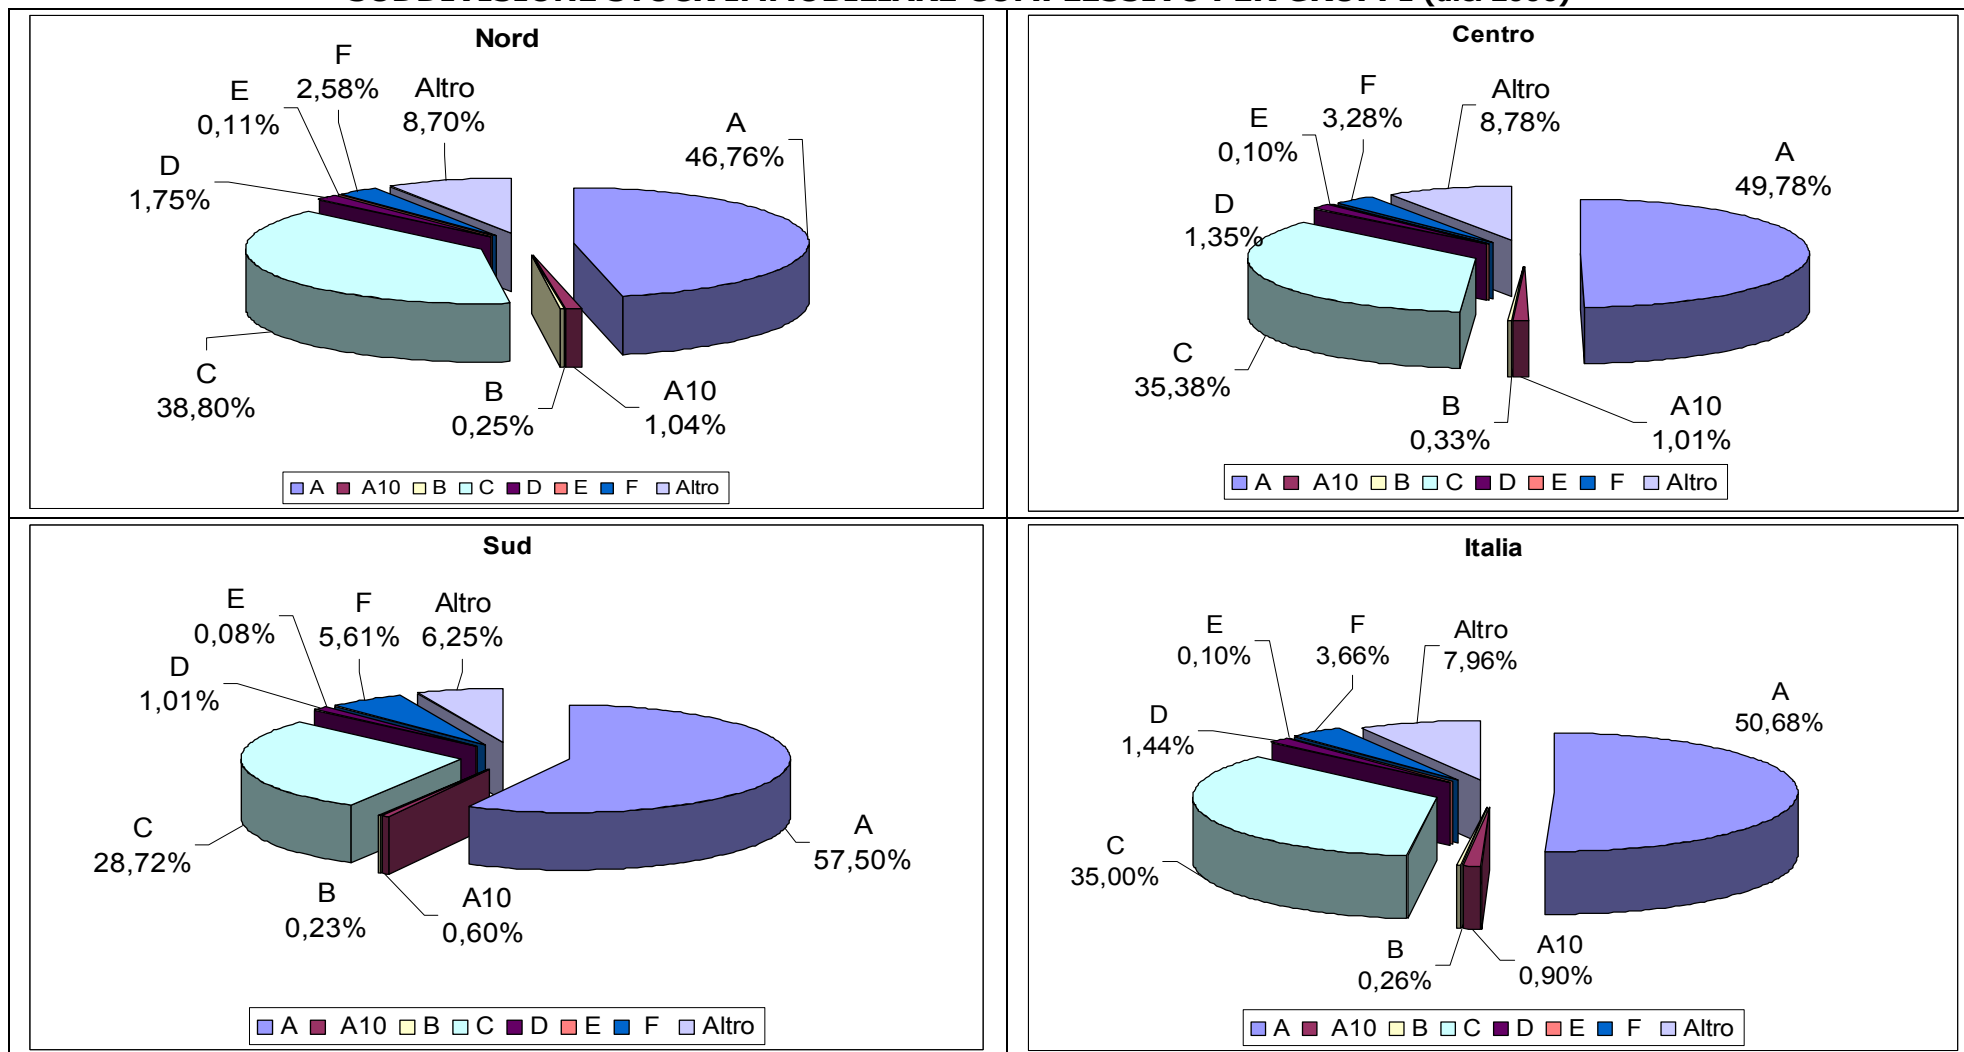 Nord
F
2,58%
E
0,11%
Altro
8,70%
A
46,76%
D
1,75%
C
38,80%
B
0,25%
A10
1,04%
A A10 B C D E F Altro
Centro
F
3,28%
E
0,10%
Altro
8,78%
A
49,78%
D
1,35%
C
35,38%
B
0,33%
A10
1,01%
A A10 B C D E F Altro
Sud
E
0,08%
F
5,61%
Altro
6,25%
D
1,01%
C
28,72%
B
0,23%
A10
0,60%
A
57,50%
A A10 B C D E F Altro
Italia
E
0,10%
F
3,66%
Altro
7,96%
A
50,68%
D
1,44%
C
35,00%
B
0,26%
A10
0,90%
A A10 B C D E F Altro